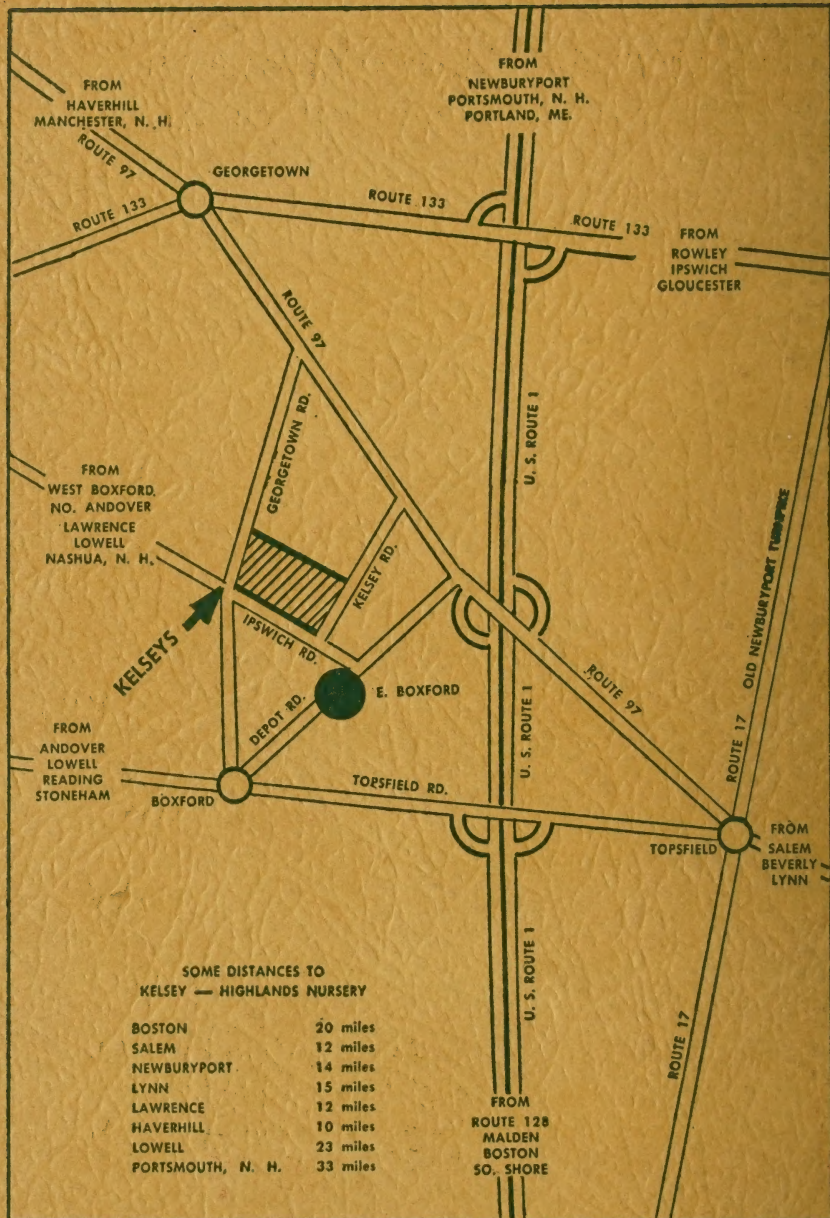 FROM
HAVERHILL
MANCHESTER, N. H.
ROUTE 97
FROM
NEWBURYPORT
PORTSMOUTH, N. H.
PORTLAND, ME.
GEORGETOWN
ROUTE 133
ROUTE 133
ROUTE 133
FROM
ROWLEY
IPSWICH
GLOUCESTER
ROUTE 97
GEORGETOWN RD.
U. S. ROUTE 1
FROM
WEST BOXFORD,
NO. ANDOVER
LAWRENCE
LOWELL
NASHUA, N. H.
KELSEY RD.
OLD NEWBURYPORT TURNPIKE
KELSEYS
IPSWICH RD.
E. BOXFORD
ROUTE 97
DEPOT RD.
U. S. ROUTE 1
ROUTE 17
FROM
ANDOVER
LOWELL
READING
STONEHAM
BOXFORD
TOPSFIELD RD.
TOPSFIELD
FROM
SALEM
BEVERLY
LYNN
U. S. ROUTE 1
ROUTE 17
SOME DISTANCES TO
KELSEY — HIGHLANDS NURSERY
BOSTON 20 miles
SALEM 12 miles
NEWBURYPORT 14 miles
LYNN 15 miles
LAWRENCE 12 miles
HAVERHILL 10 miles
LOWELL 23 miles
PORTSMOUTH, N. H. 33 miles
FROM
ROUTE 128
MALDEN
BOSTON
SO. SHORE